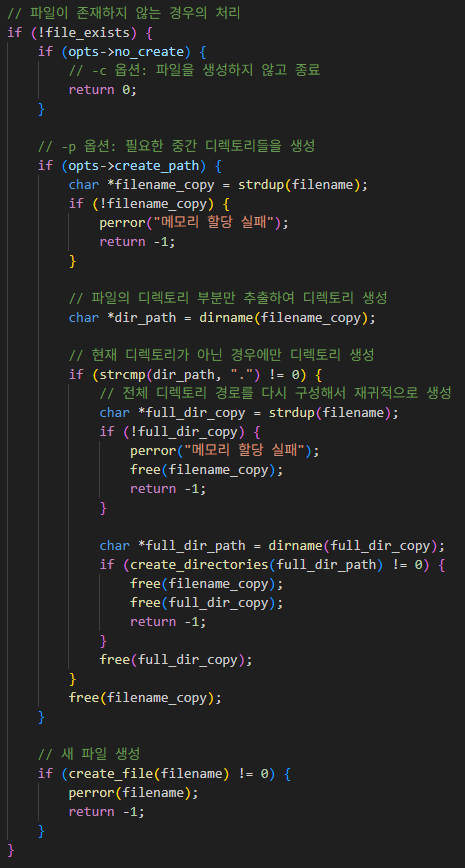 // 파일이 존재하지 않는 경우의 처리
if (!file_exists) {
    if (opts->no_create) {
        // -c 옵션: 파일을 생성하지 않고 종료
        return 0;
    }

    // -p 옵션: 필요한 중간 디렉토리들을 생성
    if (opts->create_path) {
        char *filename_copy = strdup(filename);
        if (!filename_copy) {
            perror("메모리 할당 실패");
            return -1;
        }

        // 파일의 디렉토리 부분만 추출하여 디렉토리 생성
        char *dir_path = dirname(filename_copy);

        // 현재 디렉토리가 아닌 경우에만 디렉토리 생성
        if (strcmp(dir_path, ".") != 0) {
            // 전체 디렉토리 경로를 다시 구성해서 재귀적으로 생성
            char *full_dir_copy = strdup(filename);
            if (!full_dir_copy) {
                perror("메모리 할당 실패");
                free(filename_copy);
                return -1;
            }

            char *full_dir_path = dirname(full_dir_copy);
            if (create_directories(full_dir_path) != 0) {
                free(filename_copy);
                free(full_dir_copy);
                return -1;
            }
            free(full_dir_copy);
        }
        free(filename_copy);
    }

    // 새 파일 생성
    if (create_file(filename) != 0) {
        perror(filename);
        return -1;
    }
}